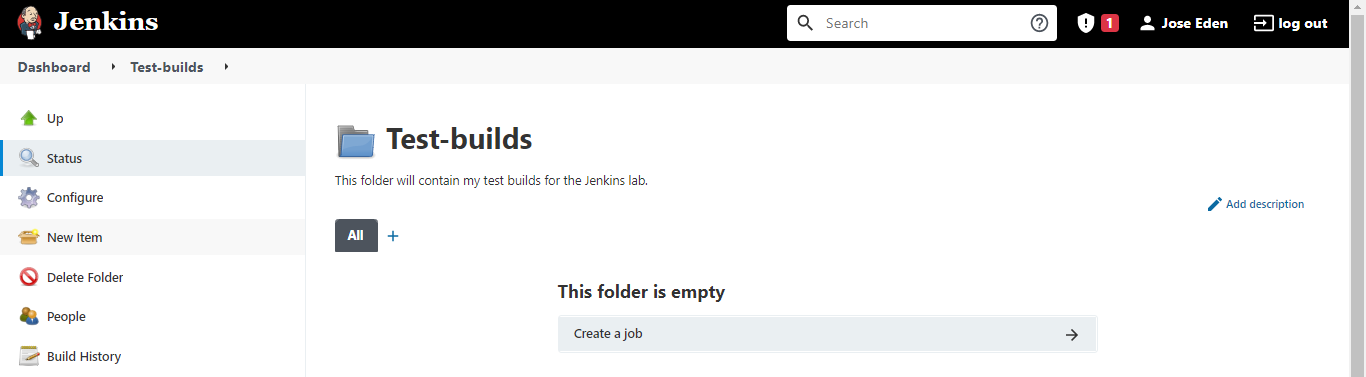 Jenkins
Search
1
Jose Eden
log out
Dashboard
Test-builds
Up
Status
Configure
New Item
Delete Folder
People
Build History
Test-builds
This folder will contain my test builds for the Jenkins lab.
Add description
All
+
This folder is empty
Create a job